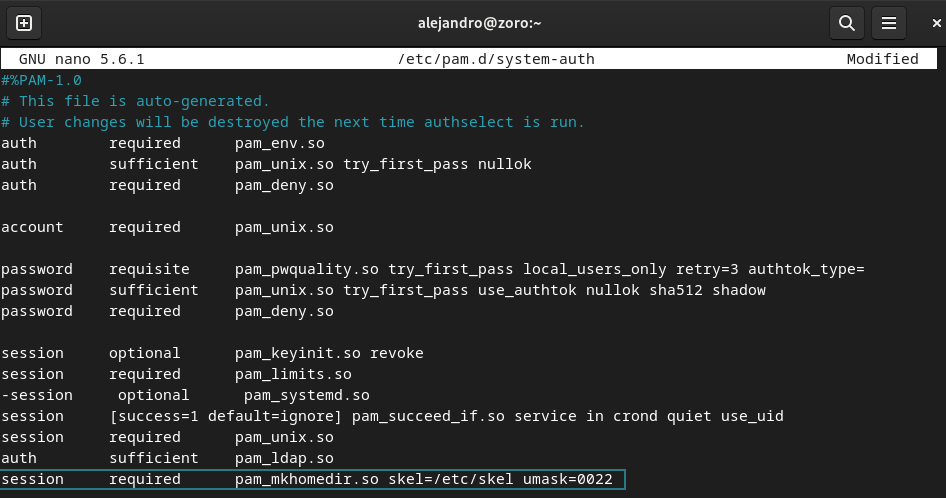 alejandro@zoro:~
GNU nano 5.6.1 /etc/pam.d/system-auth Modified
#%PAM-1.0
# This file is auto-generated.
# User changes will be destroyed the next time authselect is run.
auth        required      pam_env.so
auth        sufficient    pam_unix.so try_first_pass nullok
auth        required      pam_deny.so
account     required      pam_unix.so
password    requisite     pam_pwquality.so try_first_pass local_users_only retry=3 authtok_type=
password    sufficient    pam_unix.so try_first_pass use_authtok nullok sha512 shadow
password    required      pam_deny.so
session     optional      pam_keyinit.so revoke
session     required      pam_limits.so
-session     optional      pam_systemd.so
session     [success=1 default=ignore] pam_succeed_if.so service in crond quiet use_uid
session     required      pam_unix.so
auth        sufficient    pam_ldap.so
session     required      pam_mkhomedir.so skel=/etc/skel umask=0022